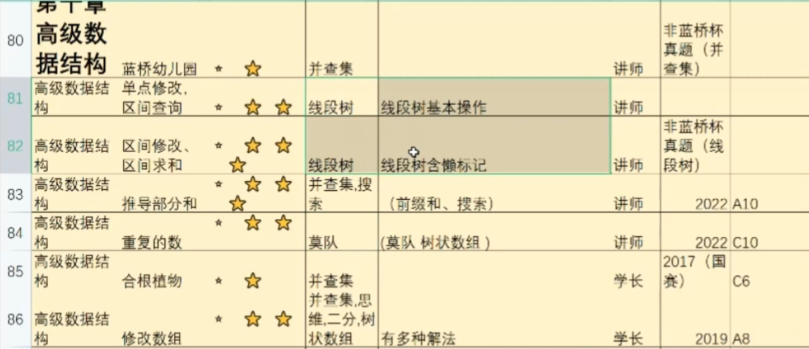 80
第十章
高级数
据结构
蓝桥幼儿园
并查集
讲师
非蓝桥杯
真题（并
查集）
81
高级数据结
构
单点修改,
区间查询
线段树
线段树基本操作
讲师
82
高级数据结
构
区间修改、
区间求和
线段树
线段树含懒标记
讲师
非蓝桥杯
真题（线
段树）
83
高级数据结
构
推导部分和
并查集,搜
索
（前缀和、搜索）
讲师
2022
A10
84
高级数据结
构
重复的数
莫队
(莫队 树状数组 )
讲师
2022
C10
85
高级数据结
构
合根植物
并查集
学长
2017（国
赛）
C6
86
高级数据结
构
修改数组
并查集,思
维,二分,树
状数组
有多种解法
学长
2019
A8